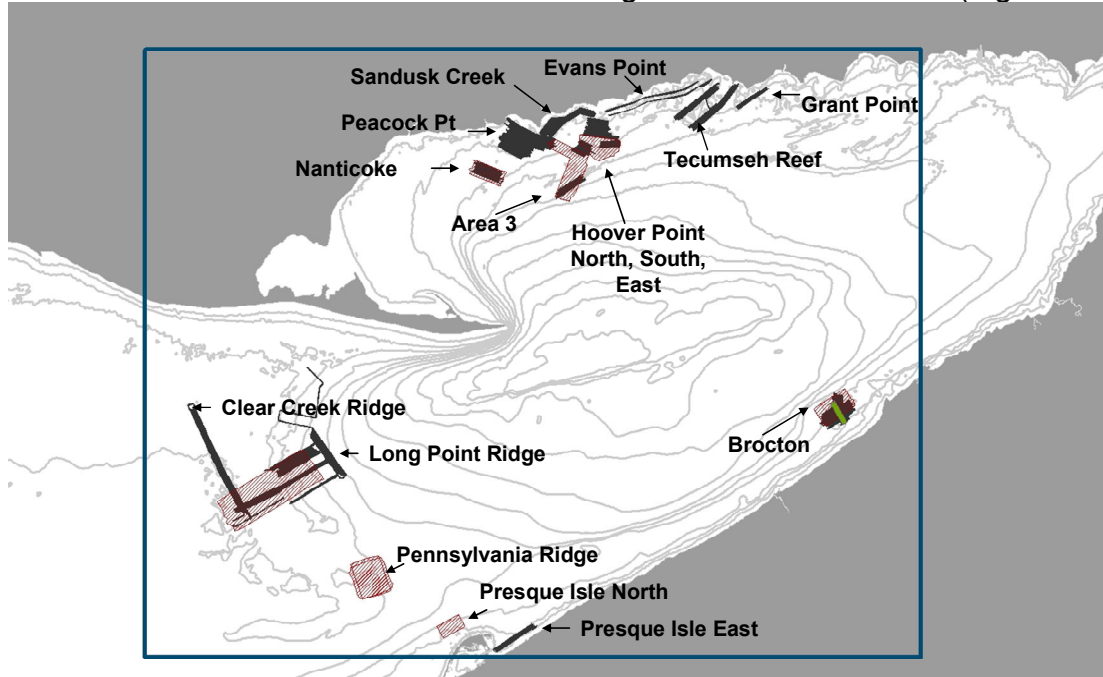 Evans Point
Sandusk Creek
Grant Point
Peacock Pt
Tecumseh Reef
Nanticoke
Area 3
Hoover Point
North, South,
East
Clear Creek Ridge
Brocton
Long Point Ridge
Pennsylvania Ridge
Presque Isle North
Presque Isle East